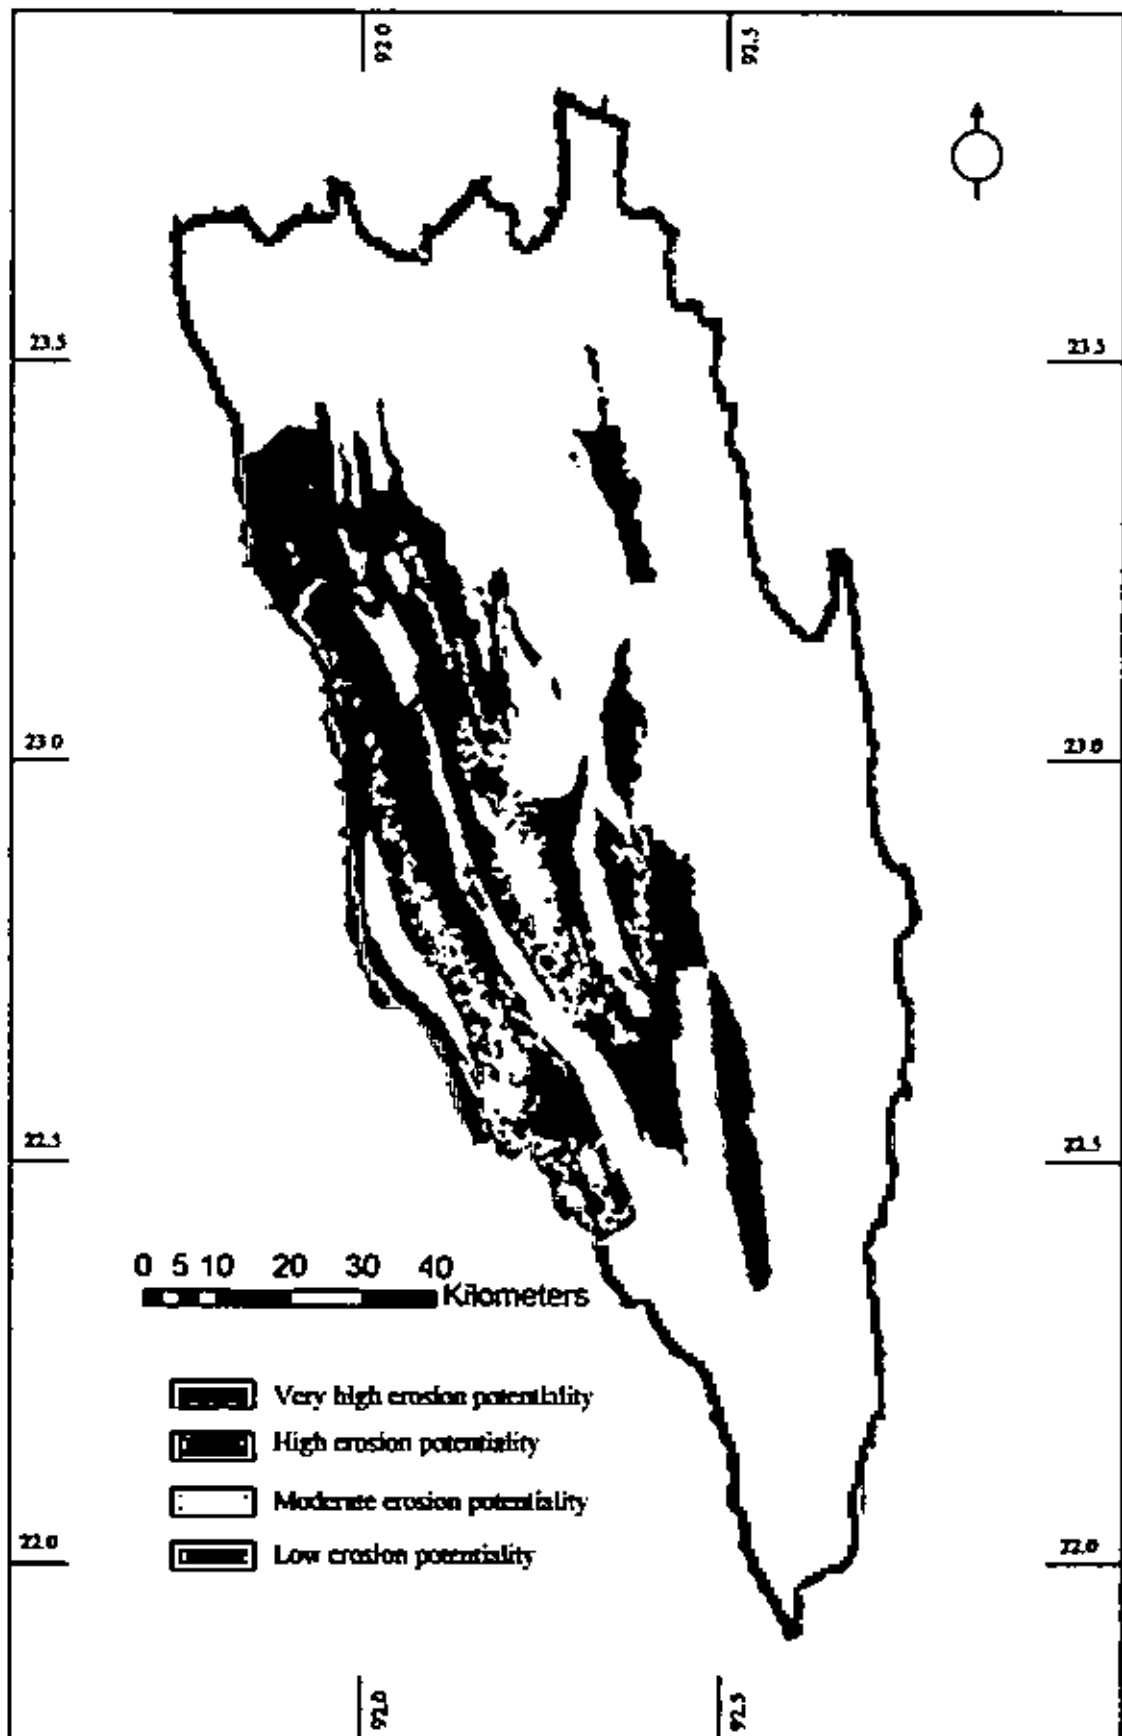 92.0 92.5
23.5 23.5
23.0 23.0
22.5 22.5
0 5 10 20 30 40
Kilometers
Very high erosion potentiality
High erosion potentiality
Moderate erosion potentiality
Low erosion potentiality
22.0 22.0
92.0 92.5